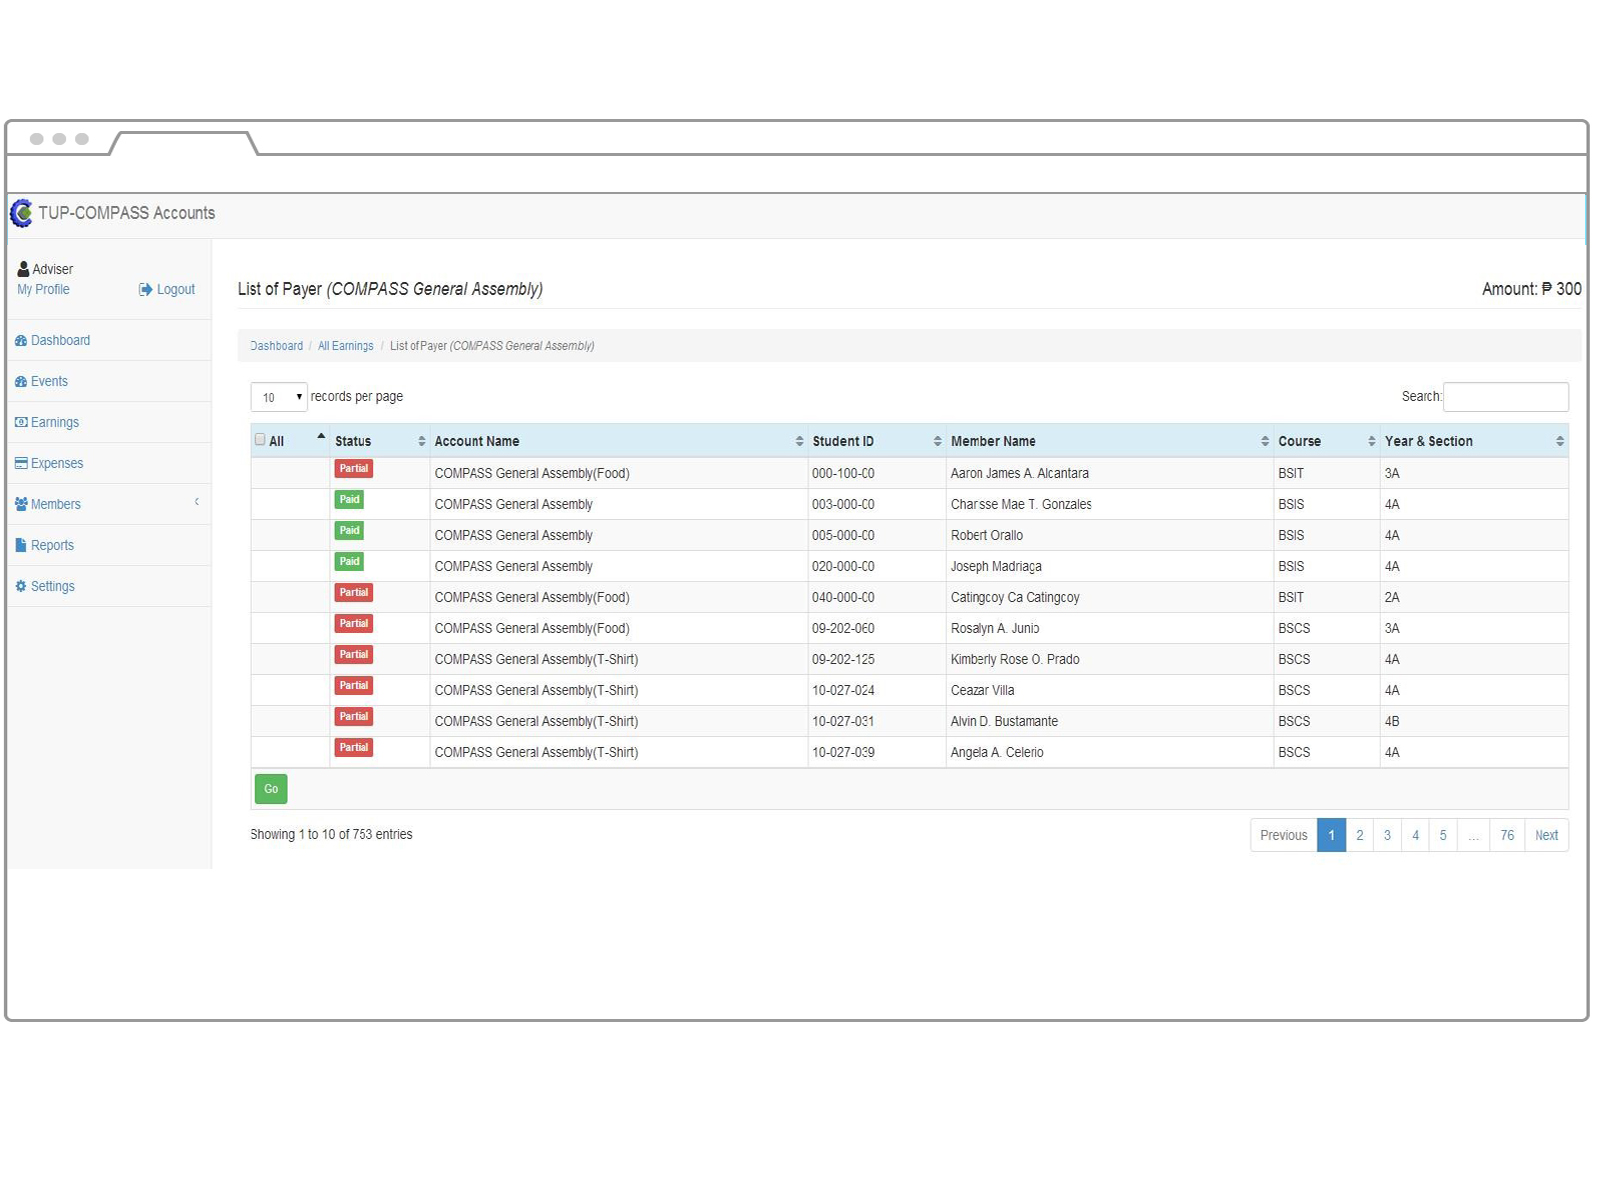 TUP-COMPASS Accounts
Adviser
My Profile Logout
Dashboard
Events
Earnings
Expenses
Members
Reports
Settings
List of Payer (COMPASS General Assembly) Amount: ₱ 300
Dashboard / All Earnings / List of Payer (COMPASS General Assembly)
10 records per page Search:
All Status Account Name Student ID Member Name Course Year & Section
Partial COMPASS General Assembly(Food) 000-100-00 Aaron James A. Alcantara BSIT 3A
Paid COMPASS General Assembly 003-000-00 Charisse Mae T. Gonzales BSIS 4A
Paid COMPASS General Assembly 005-000-00 Robert Orallo BSIS 4A
Paid COMPASS General Assembly 020-000-00 Joseph Madriaga BSIS 4A
Partial COMPASS General Assembly(Food) 040-000-00 Catingcoy Ca Catingcoy BSIT 2A
Partial COMPASS General Assembly(Food) 09-202-060 Rosalyn A. Junio BSCS 3A
Partial COMPASS General Assembly(T-Shirt) 09-202-125 Kimberly Rose O. Prado BSCS 4A
Partial COMPASS General Assembly(T-Shirt) 10-027-024 Ceazar Villa BSCS 4A
Partial COMPASS General Assembly(T-Shirt) 10-027-031 Alvin D. Bustamante BSCS 4B
Partial COMPASS General Assembly(T-Shirt) 10-027-039 Angela A. Celerio BSCS 4A
Go
Showing 1 to 10 of 753 entries Previous 1 2 3 4 5 ... 76 Next